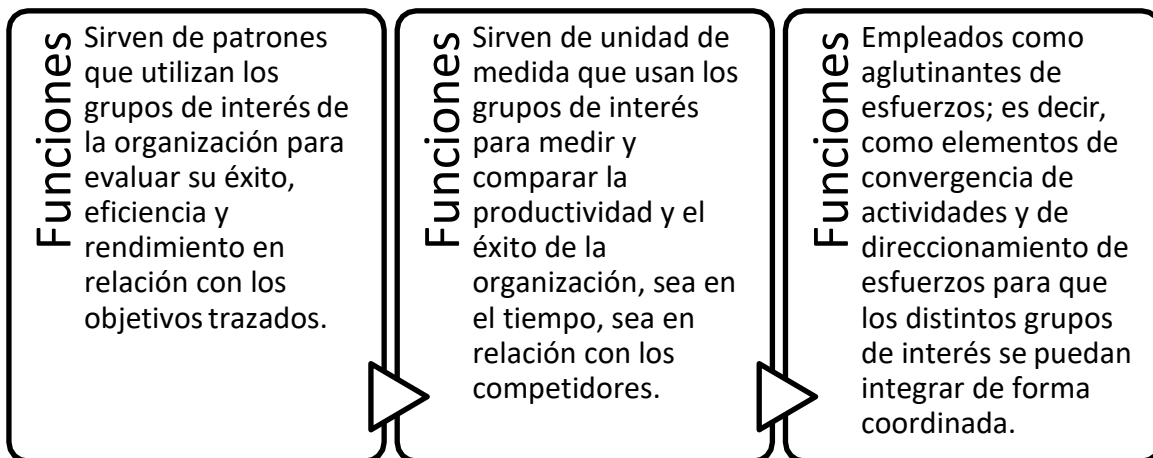 Funciones
Sirven de patrones
que utilizan los
grupos de interés de
la organización para
evaluar su éxito,
eficiencia y
rendimiento en
relación con los
objetivos trazados.
Funciones
Sirven de unidad de
medida que usan los
grupos de interés
para medir y
comparar la
productividad y el
éxito de la
organización, sea en
el tiempo, sea en
relación con los
competidores.
Funciones
Empleados como
aglutinantes de
esfuerzos; es decir,
como elementos de
convergencia de
actividades y de
direccionamiento de
esfuerzos para que
los distintos grupos
de interés se puedan
integrar de forma
coordinada.